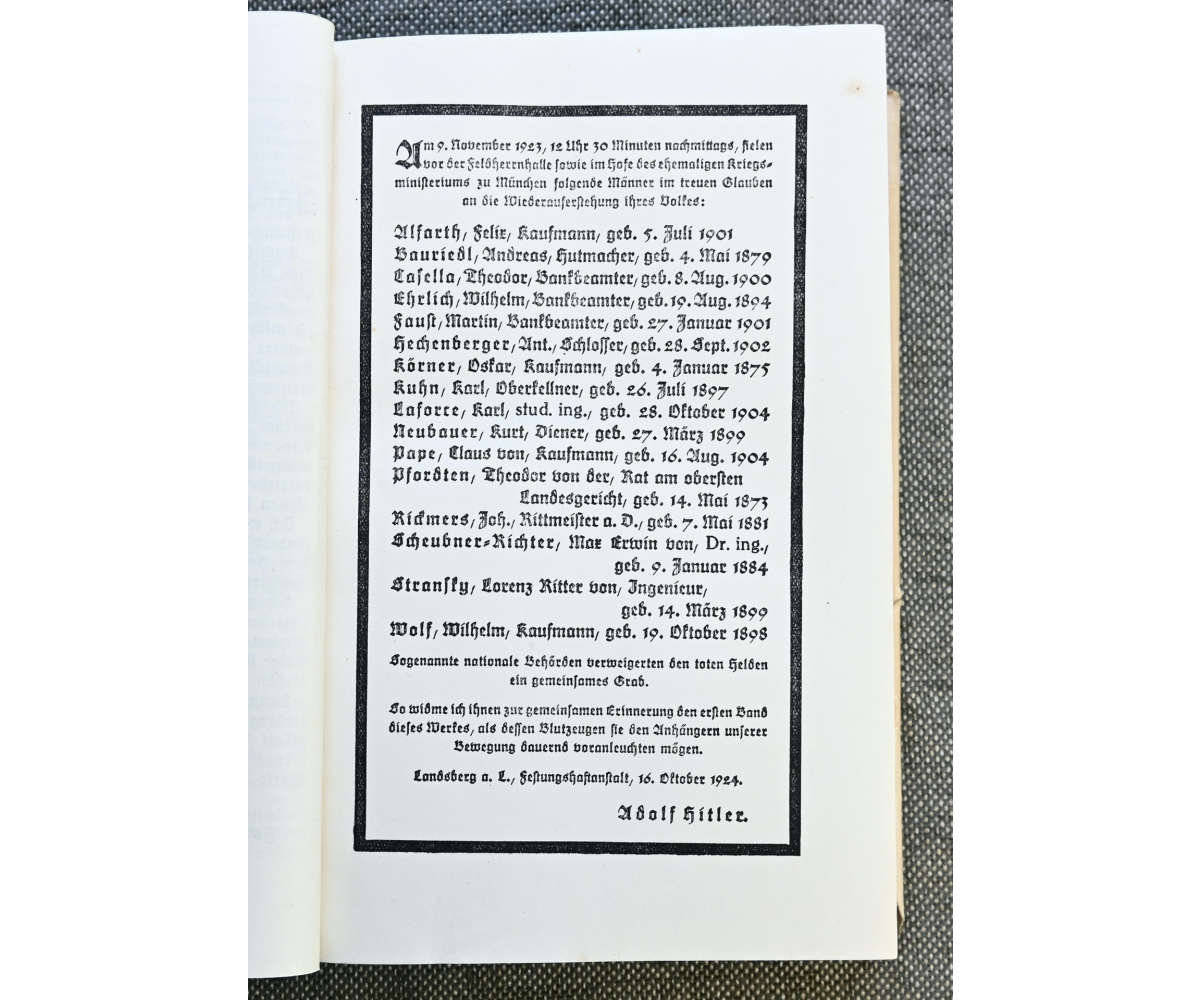 Am 9. November 1923, 12 Uhr 30 Minuten nachmittags, fielen
vor der Feldherrnhalle sowie im Hofe des ehemaligen Kriegs-
ministeriums zu München folgende Männer im treuen Glauben
an die Wiederauferstehung ihres Volkes:
Alfarth, Felix, Kaufmann, geb. 5. Juli 1901
Bauriedl, Andreas, Hutmacher, geb. 4. Mai 1879
Casella, Theodor, Bankbeamter, geb. 8. Aug. 1900
Ehrlich, Wilhelm, Bankbeamter, geb. 19. Aug. 1894
Faust, Martin, Bankbeamter, geb. 27. Januar 1901
Hechenberger, Ant., Schlosser, geb. 28. Sept. 1902
Körner, Oskar, Kaufmann, geb. 4. Januar 1875
Kuhn, Karl, Oberkellner, geb. 26. Juli 1897
Laforce, Karl, stud. ing., geb. 28. Oktober 1904
Neubauer, Kurt, Diener, geb. 27. März 1899
Pape, Claus von, Kaufmann, geb. 16. Aug. 1904
Pfordten, Theodor von der, Rat am obersten
Landesgericht, geb. 14. Mai 1873
Rickmers, Joh., Rittmeister a. D., geb. 7. Mai 1881
Scheubner-Richter, Max Erwin von, Dr. ing.,
geb. 9. Januar 1884
Stransky, Lorenz Ritter von, Ingenieur,
geb. 14. März 1899
Wolf, Wilhelm, Kaufmann, geb. 19. Oktober 1898
Sogenannte nationale Behörden verweigerten den toten Helden
ein gemeinsames Grab.
So widme ich ihnen zur gemeinsamen Erinnerung den ersten Band
dieses Werkes, als dessen Blutzeugen sie den Anhängern unserer
Bewegung dauernd voranleuchten mögen.
Landsberg a. L., Festungshaftanstalt, 16. Oktober 1924.
Adolf Hitler.